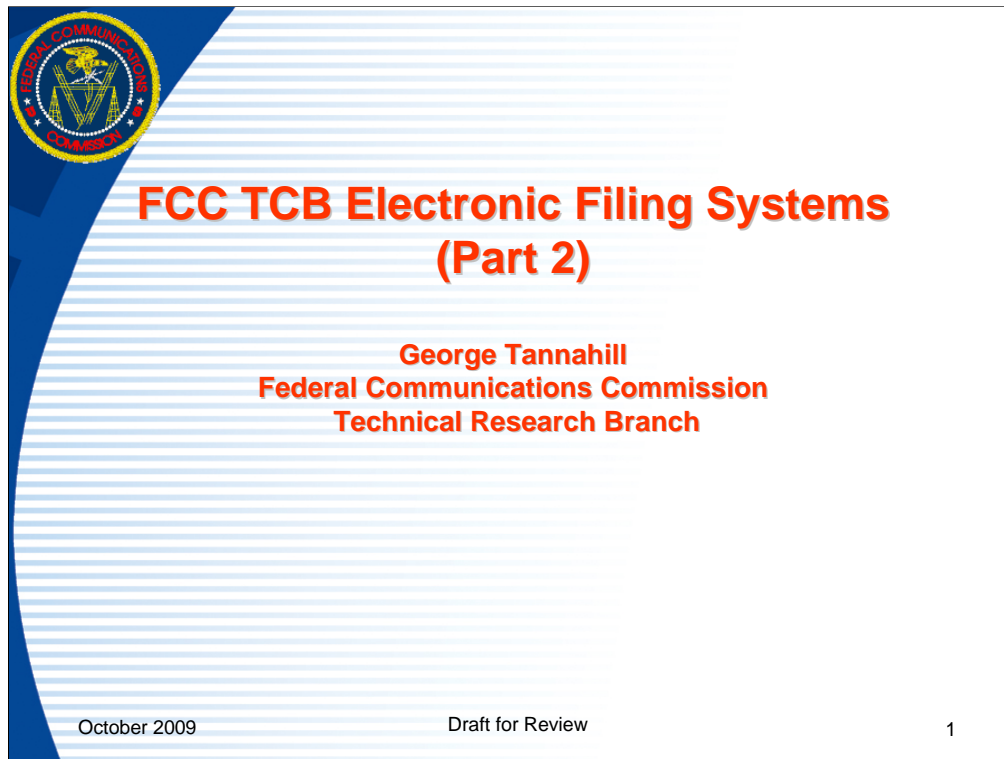 FEDERAL COMMUNICATIONS
COMMISSION
FCC TCB Electronic Filing Systems
(Part 2)
George Tannahill
Federal Communications Commission
Technical Research Branch
October 2009
Draft for Review
1